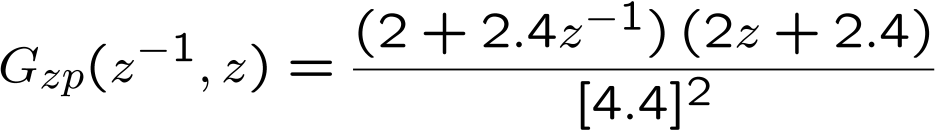 G_{zp}(z^{-1}, z) = \frac{(2 + 2.4z^{-1}) (2z + 2.4)}{[4.4]^2}